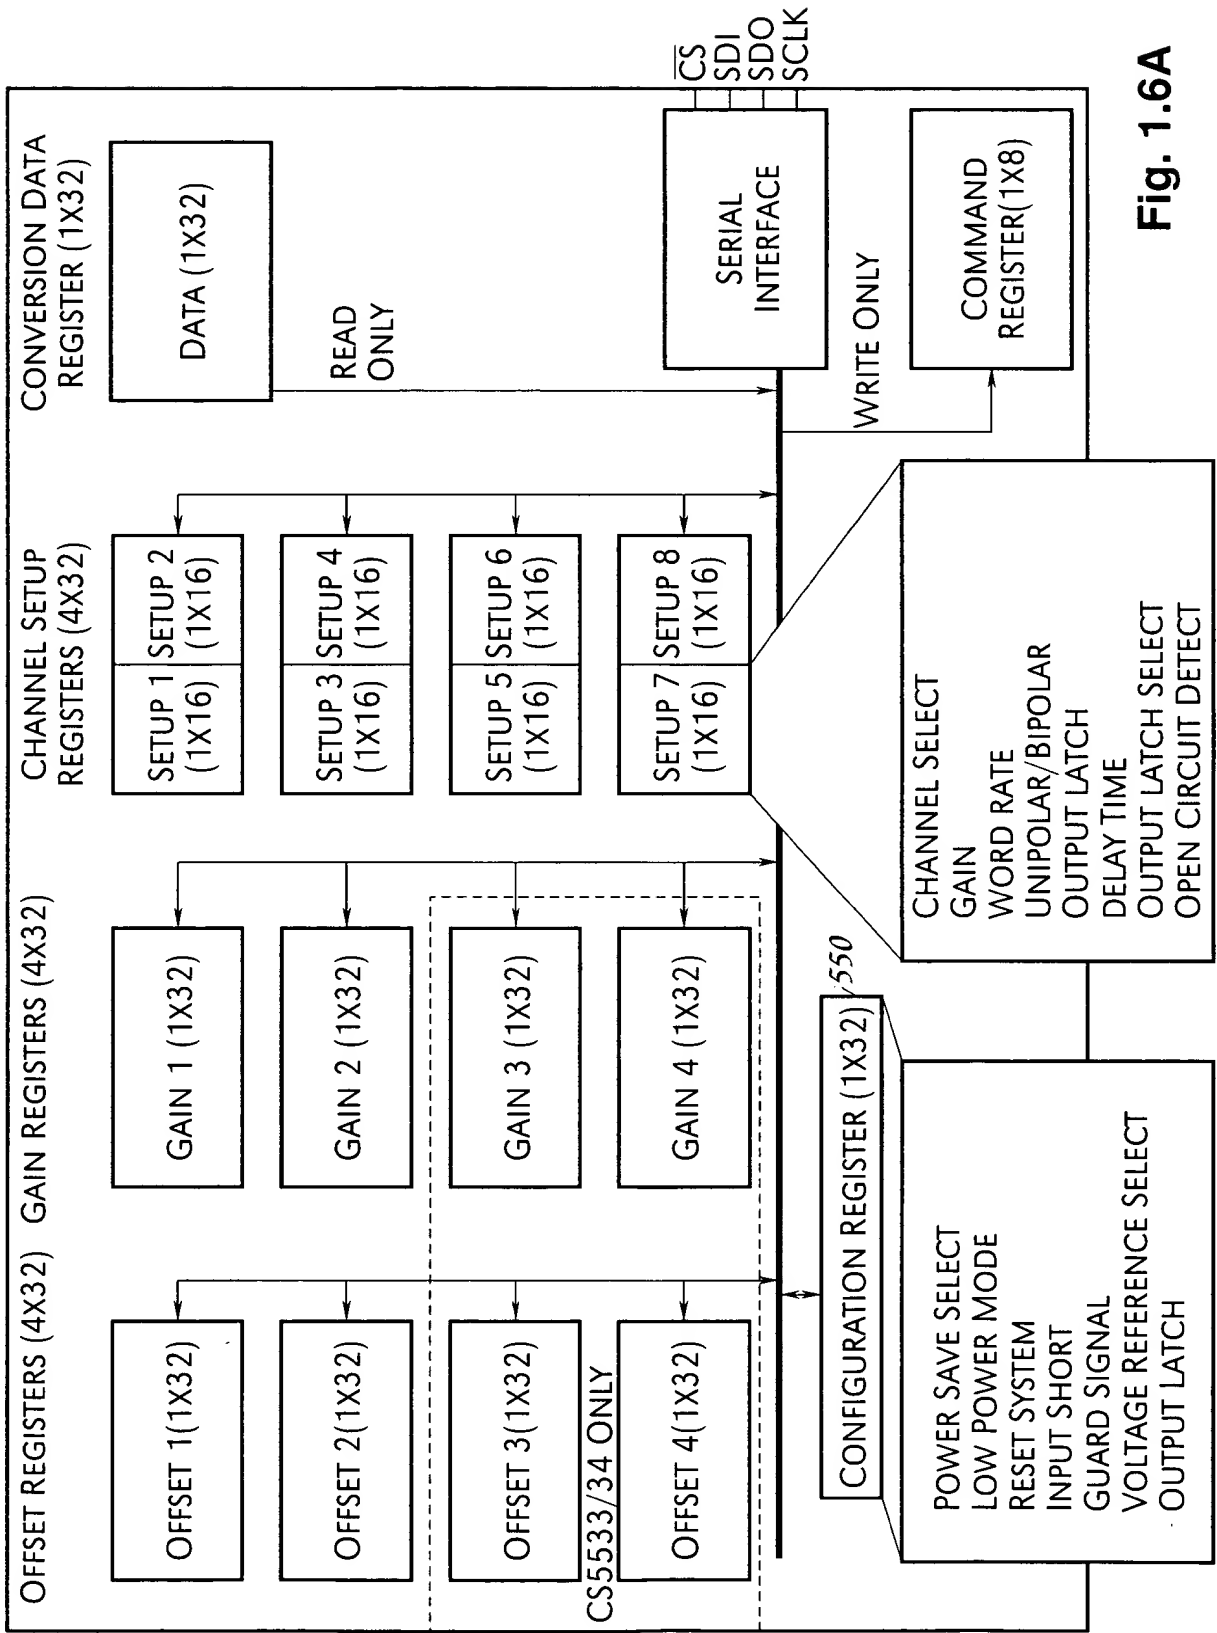 OFFSET REGISTERS (4X32)
GAIN REGISTERS (4X32)
CHANNEL SETUP
REGISTERS (4X32)
CONVERSION DATA
REGISTER (1X32)
OFFSET 1(1X32)
GAIN 1 (1X32)
SETUP 1
(1X16)
SETUP 2
(1X16)
DATA (1X32)
OFFSET 2(1X32)
GAIN 2 (1X32)
SETUP 3
(1X16)
SETUP 4
(1X16)
READ
ONLY
OFFSET 3(1X32)
GAIN 3 (1X32)
SETUP 5
(1X16)
SETUP 6
(1X16)
CS5533/34 ONLY
OFFSET 4(1X32)
GAIN 4 (1X32)
SETUP 7
(1X16)
SETUP 8
(1X16)
SERIAL
INTERFACE
CS
SDI
SDO
SCLK
CONFIGURATION REGISTER (1X32)
550
WRITE ONLY
COMMAND
REGISTER(1X8)
POWER SAVE SELECT
LOW POWER MODE
RESET SYSTEM
INPUT SHORT
GUARD SIGNAL
VOLTAGE REFERENCE SELECT
OUTPUT LATCH
CHANNEL SELECT
GAIN
WORD RATE
UNIPOLAR/BIPOLAR
OUTPUT LATCH
DELAY TIME
OUTPUT LATCH SELECT
OPEN CIRCUIT DETECT
Fig. 1.6A